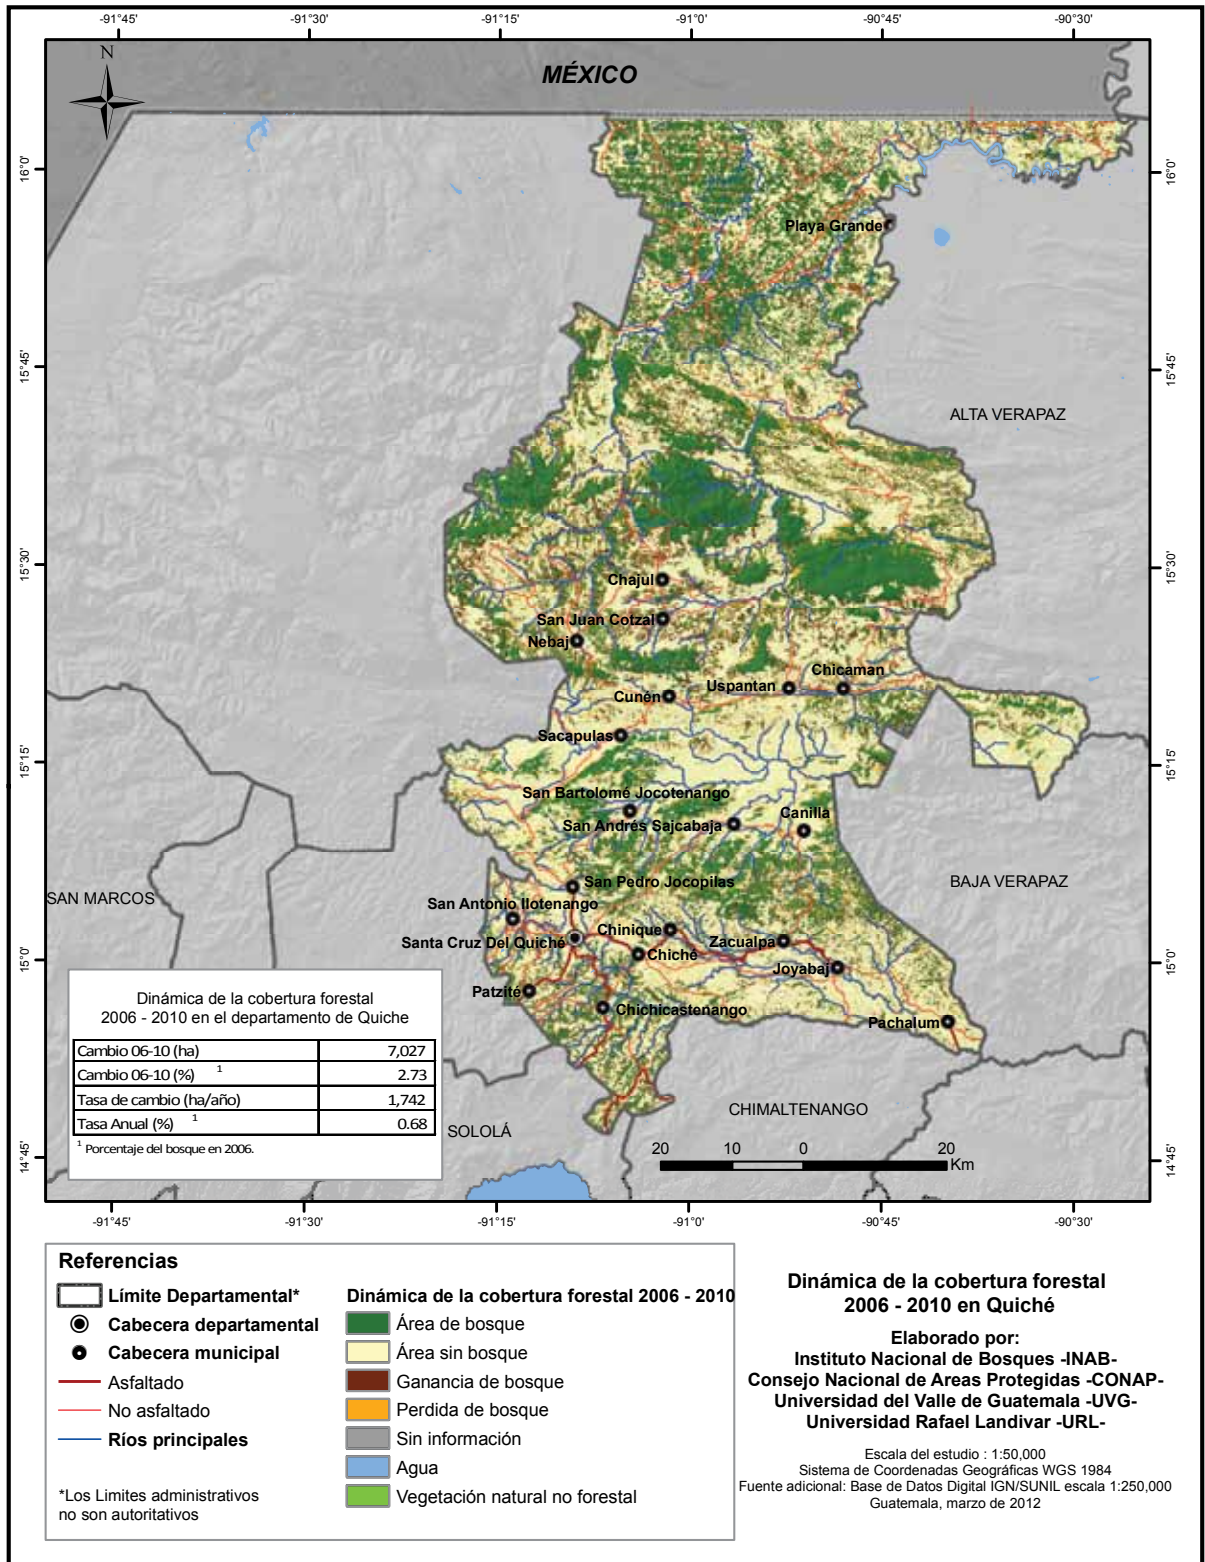 -91°45'
-91°30'
-91°15'
-91°0'
-90°45'
-90°30'
N
MÉXICO
16°0'
16°0'
Playa Grande
15°45'
15°45'
ALTA VERAPAZ
15°30'
15°30'
Chajul
San Juan Cotzal
Nebaj
Chicaman
Uspantan
Cunén
Sacapulas
15°15'
15°15'
San Bartolomé Jocotenango
Canilla
San Andrés Sajcabaja
San Pedro Jocopilas
BAJA VERAPAZ
SAN MARCOS
San Antonio Ilotenango
Chinique
Santa Cruz Del Quiché
Zacualpa
Chiché
15°0'
15°0'
Joyabaj
Patzité
Chichicastenango
Pachalum
Dinámica de la cobertura forestal
2006 - 2010 en el departamento de Quiche
Cambio 06-10 (ha) 7,027
Cambio 06-10 (%) 1 2.73
Tasa de cambio (ha/año) 1,742
Tasa Anual (%) 1 0.68
1 Porcentaje del bosque en 2006.
CHIMALTENANGO
SOLOLÁ
20 10 0 20
Km
14°45'
14°45'
-91°45'
-91°30'
-91°15'
-91°0'
-90°45'
-90°30'
Referencias
Límite Departamental*
Cabecera departamental
Cabecera municipal
Asfaltado
No asfaltado
Ríos principales
*Los Limites administrativos
no son autoritativos
Dinámica de la cobertura forestal 2006 - 2010
Área de bosque
Área sin bosque
Ganancia de bosque
Perdida de bosque
Sin información
Agua
Vegetación natural no forestal
Dinámica de la cobertura forestal
2006 - 2010 en Quiché
Elaborado por:
Instituto Nacional de Bosques -INAB-
Consejo Nacional de Areas Protegidas -CONAP-
Universidad del Valle de Guatemala -UVG-
Universidad Rafael Landivar -URL-
Escala del estudio : 1:50,000
Sistema de Coordenadas Geográficas WGS 1984
Fuente adicional: Base de Datos Digital IGN/SUNIL escala 1:250,000
Guatemala, marzo de 2012